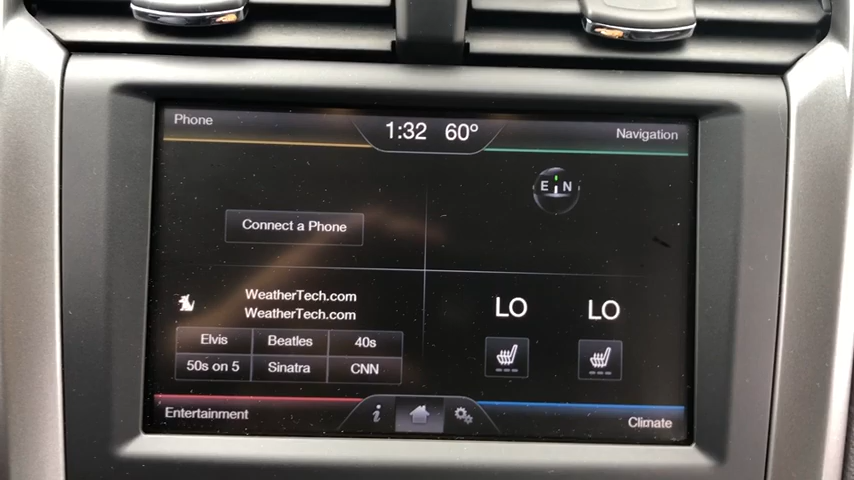 Phone
1:32 60°
Navigation
E N
Connect a Phone
WeatherTech.com
WeatherTech.com
LO LO
Elvis Beatles 40s
50s on 5 Sinatra CNN
Entertainment
i
Climate